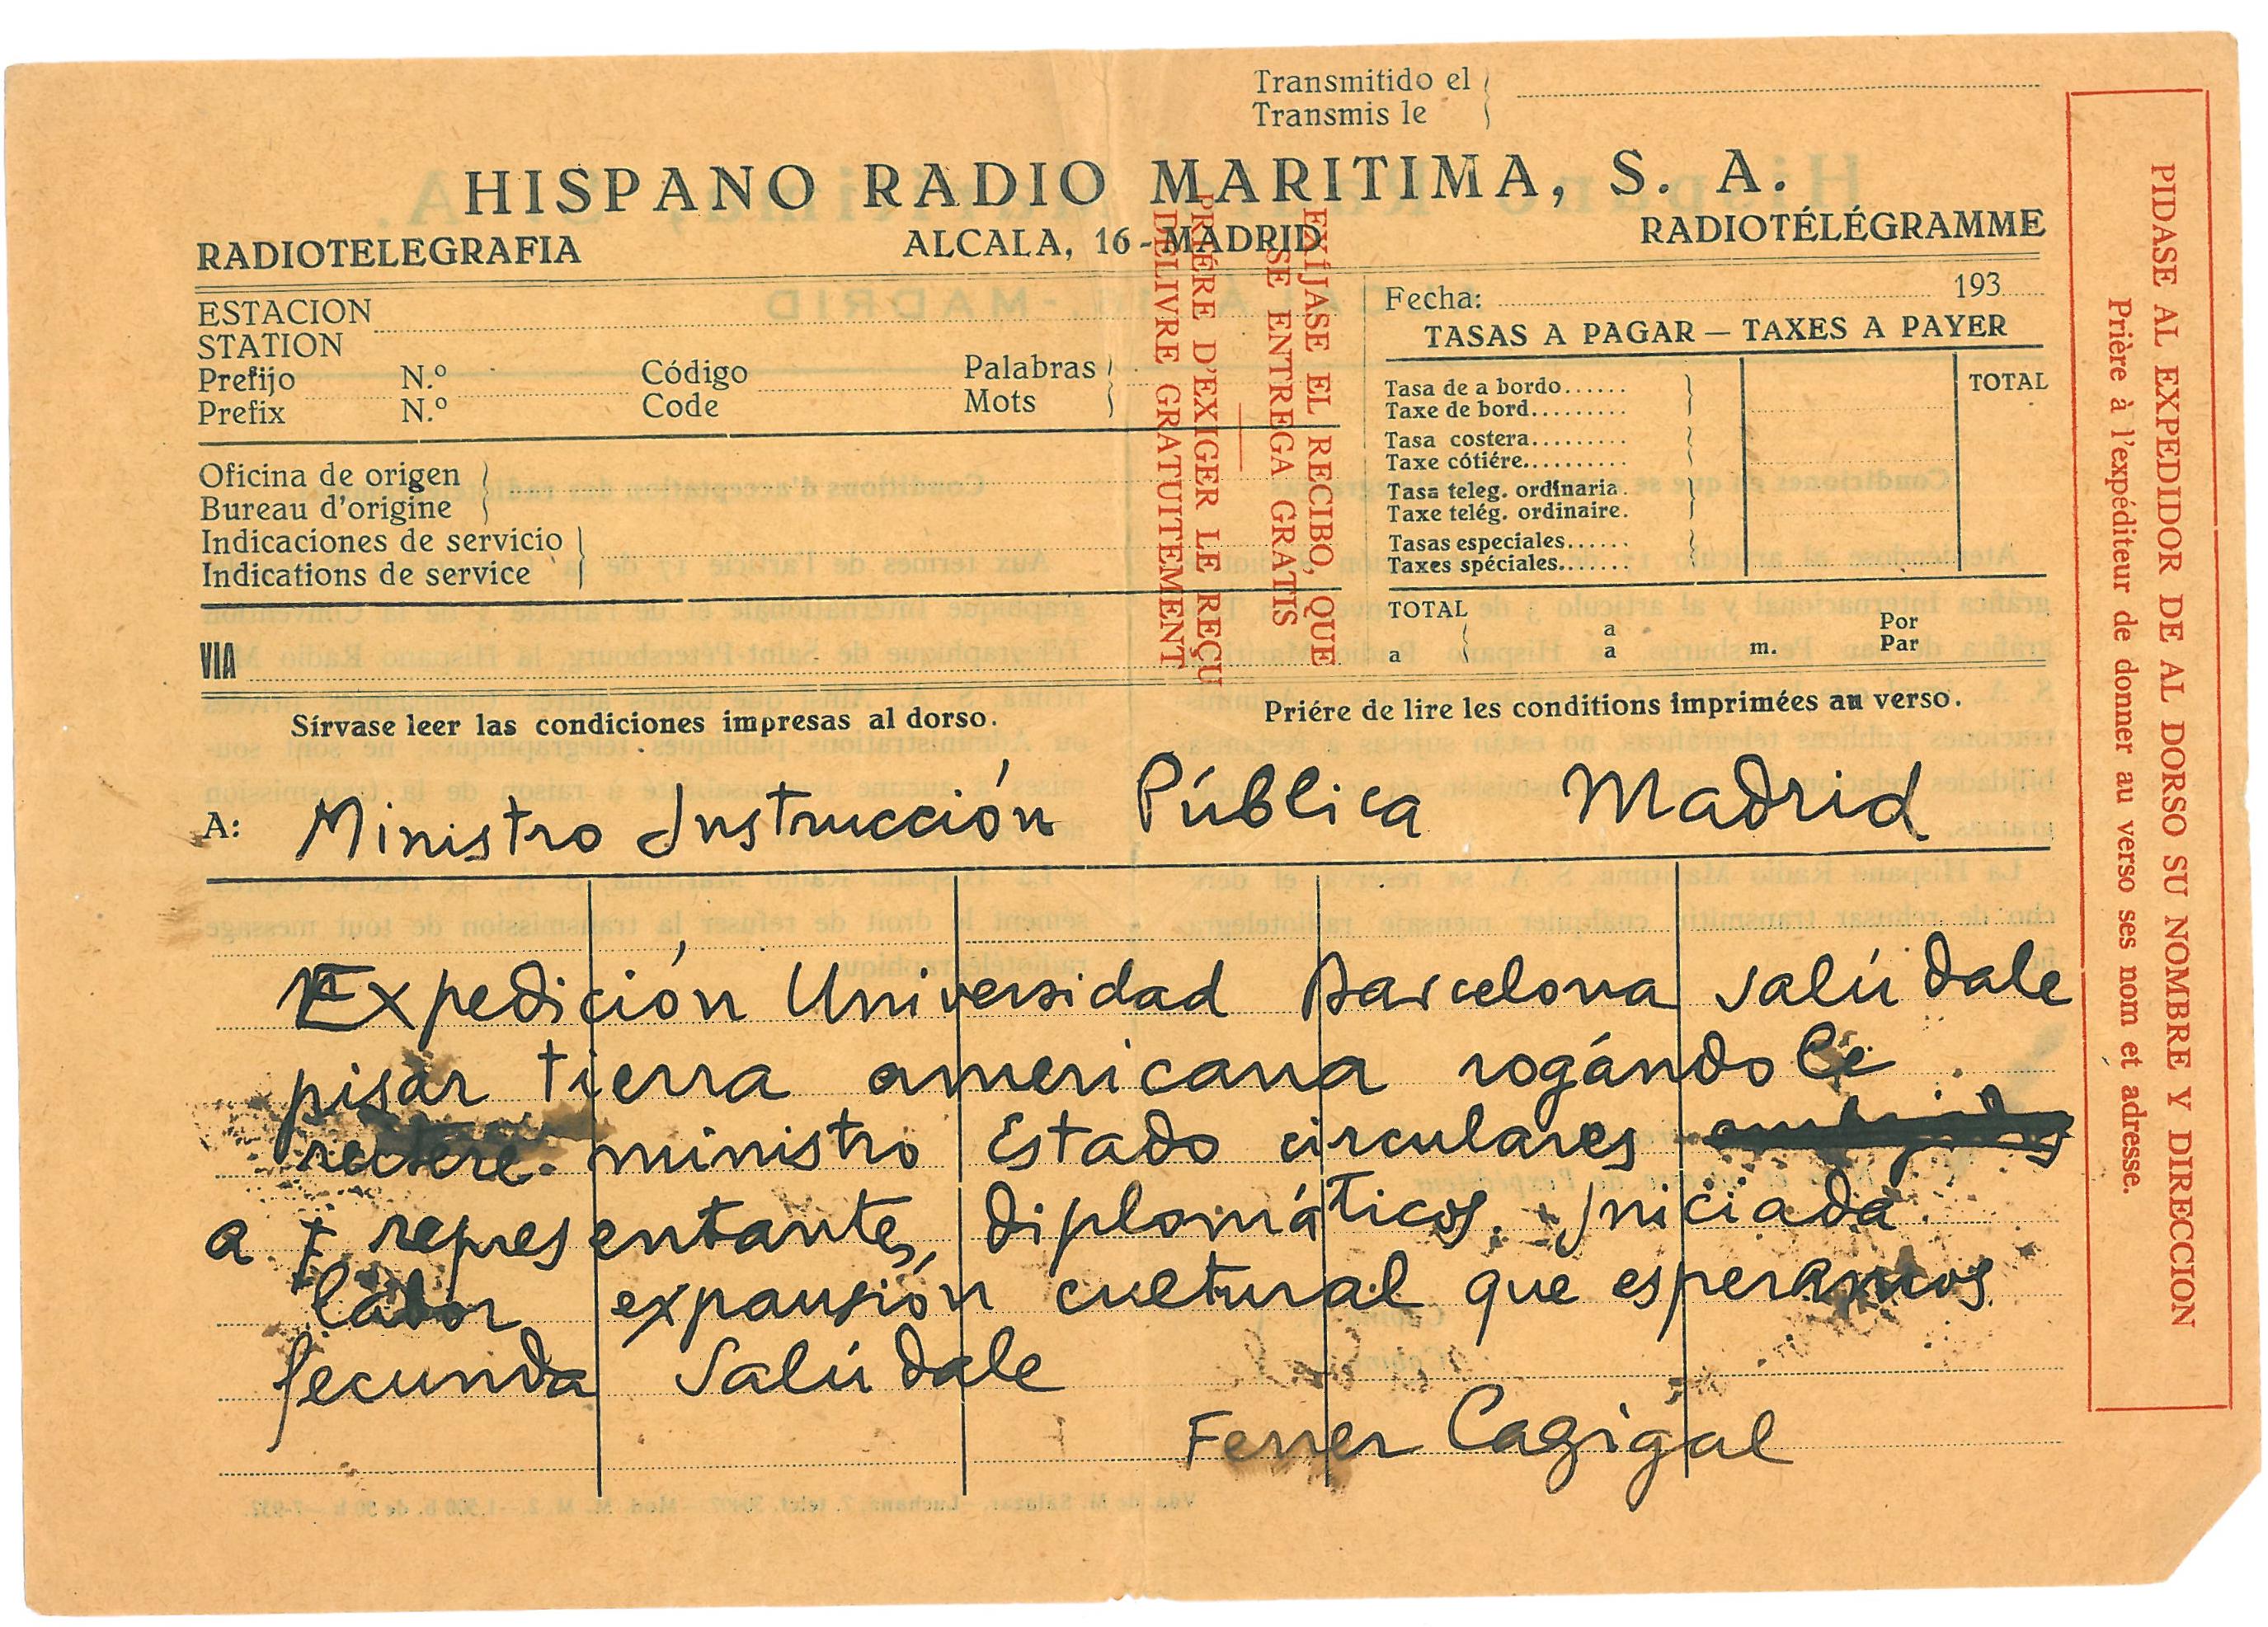 Transmitido el
Transmis le
HISPANO RADIO MARITIMA, S. A.
RADIOTELEGRAFIA ALCALA, 16 - MADRID RADIOTÉLÉGRAMME
ESTACION
STATION
Prefijo N.º Código Palabras
Prefix N.º Code Mots
Oficina de origen
Bureau d'origine
Indicaciones de servicio
Indications de service
VIA
EXÍJASE EL RECIBO, QUE
SE ENTREGA GRATIS
PRIÉRE D'EXIGER LE REÇU
DÉLIVRE GRATUITEMENT
Fecha: 193
TASAS A PAGAR — TAXES A PAYER
TOTAL
Tasa de a bordo......
Taxe de bord.........
Tasa costera.........
Taxe cótiére..........
Tasa teleg. ordinaria.
Taxe telég. ordinaire.
Tasas especiales......
Taxes spéciales.......
TOTAL
a a m. Por
a Par
Sírvase leer las condiciones impresas al dorso. Priére de lire les conditions imprimées au verso.
A: Ministro Instrucción Pública Madrid
Expedición Universidad Barcelona salúdale
pisar tierra americana rogándole
ministro Estado circulares
a representantes diplomáticos. Iniciada
labor expansión cultural que esperamos
fecunda Salúdale
Ferrer Cagigal
PIDASE AL EXPEDIDOR DE AL DORSO SU NOMBRE Y DIRECCION
Prière à l'expéditeur de donner au verso ses nom et adresse.